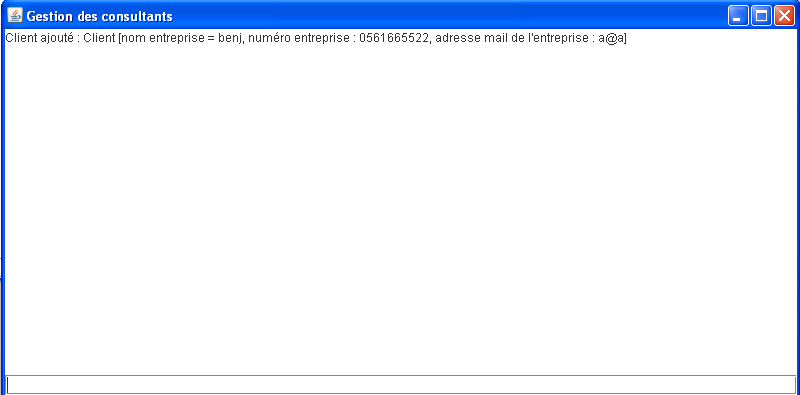 Gestion des consultants
Client ajouté : Client [nom entreprise = benj, numéro entreprise : 0561665522, adresse mail de l'entreprise : a@a]